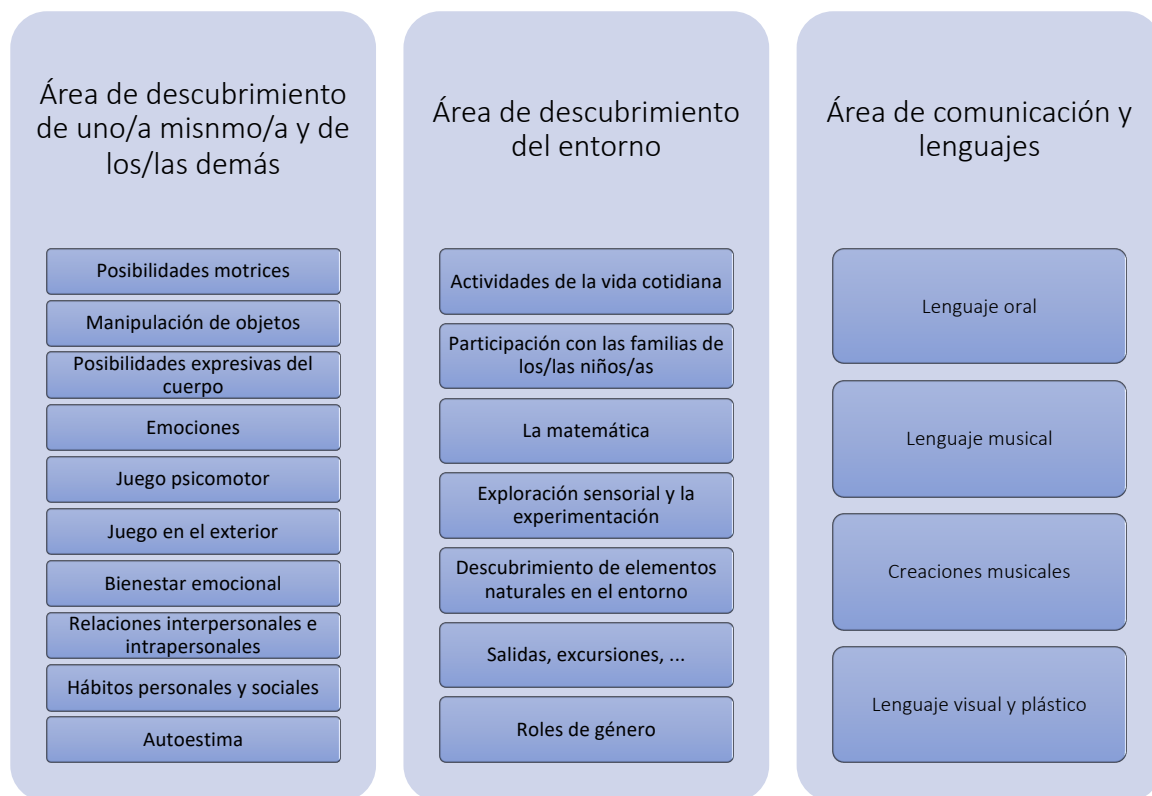 Área de descubrimiento
de uno/a misnmo/a y de
los/las demás
Posibilidades motrices
Manipulación de objetos
Posibilidades expresivas del
cuerpo
Emociones
Juego psicomotor
Juego en el exterior
Bienestar emocional
Relaciones interpersonales e
intrapersonales
Hábitos personales y sociales
Autoestima
Área de descubrimiento
del entorno
Actividades de la vida cotidiana
Participación con las familias de
los/las niños/as
La matemática
Exploración sensorial y la
experimentación
Descubrimiento de elementos
naturales en el entorno
Salidas, excursiones, ...
Roles de género
Área de comunicación y
lenguajes
Lenguaje oral
Lenguaje musical
Creaciones musicales
Lenguaje visual y plástico